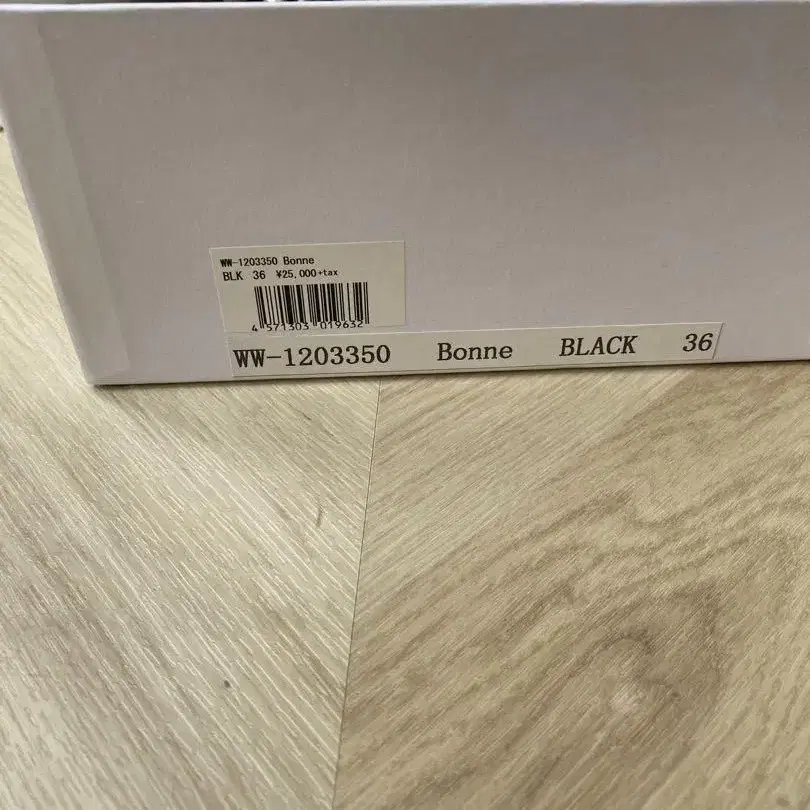 WW-1203350 Bonne
BLK 36 ¥25,000+tax
4 571303 019632
WW-1203350 Bonne BLACK 36